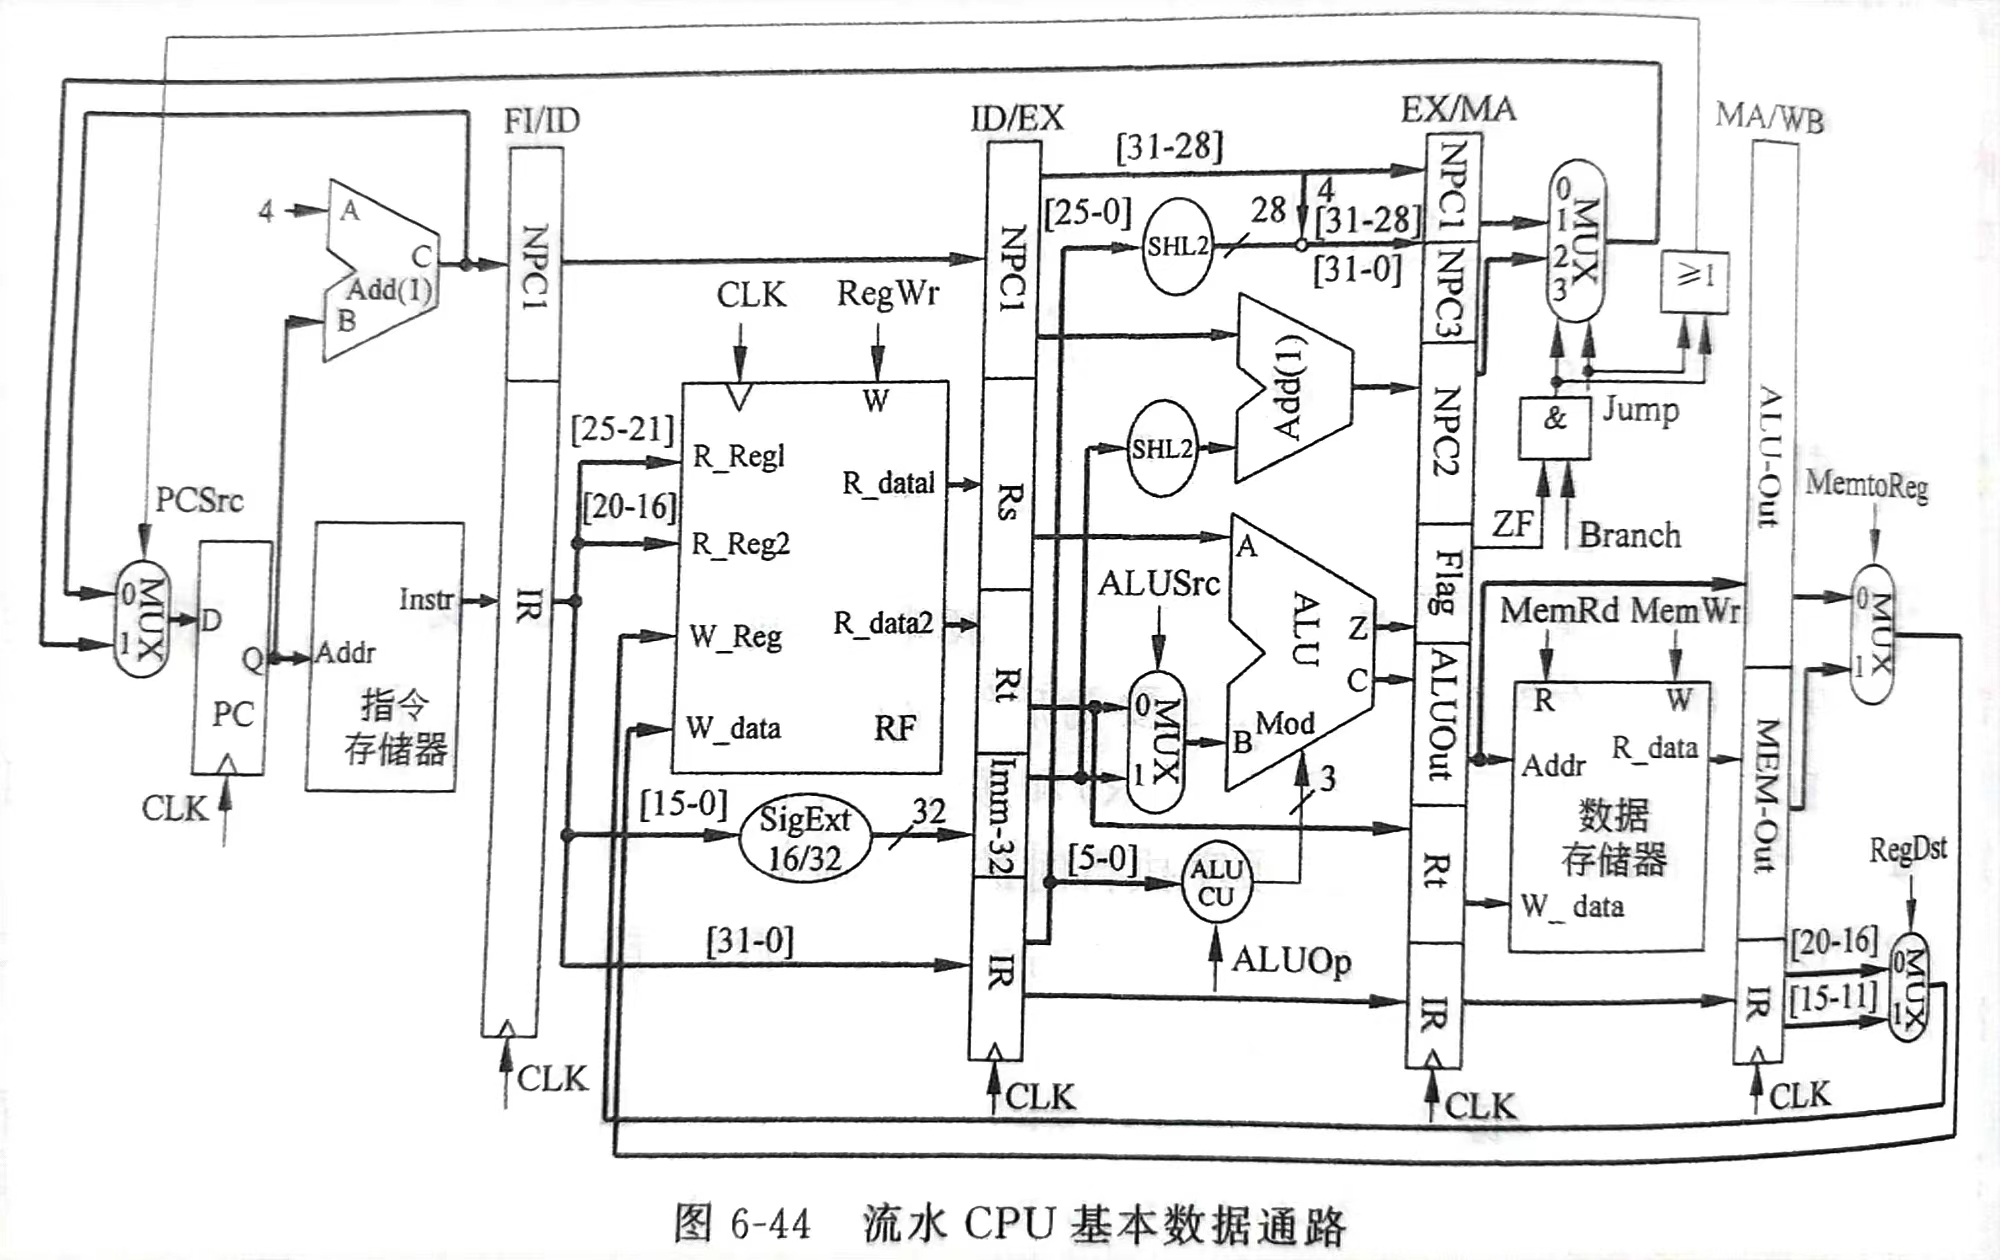 FI/ID
ID/EX
EX/MA
MA/WB
[31-28]
4
[25-0]
28
[31-28]
[31-0]
SHL2
NPC1
NPC1
NPC1
NPC3
NPC2
0
1
2
3
MUX
≥1
4
A
C
Add(1)
B
CLK
RegWr
W
[25-21]
R_Reg1
R_data1
[20-16]
R_Reg2
R_data2
W_Reg
W_data
RF
Rs
Rt
Imm-32
IR
Add(1)
SHL2
&
Jump
ZF
Branch
Flag
ALUOut
Rt
IR
ALU-Out
MEM-Out
IR
MemtoReg
0
1
MUX
PCSrc
0
1
MUX
D
Q
PC
CLK
Instr
Addr
指令
存储器
IR
CLK
[15-0]
SigExt
16/32
32
[31-0]
A
ALU
Z
C
Mod
B
ALUSrc
0
1
MUX
3
[5-0]
ALU
CU
ALUOp
MemRd
MemWr
R
W
Addr
R_data
数据
存储器
W_ data
RegDst
[20-16]
[15-11]
0
1
MUX
CLK
CLK
CLK
图 6-44 流水 CPU 基本数据通路